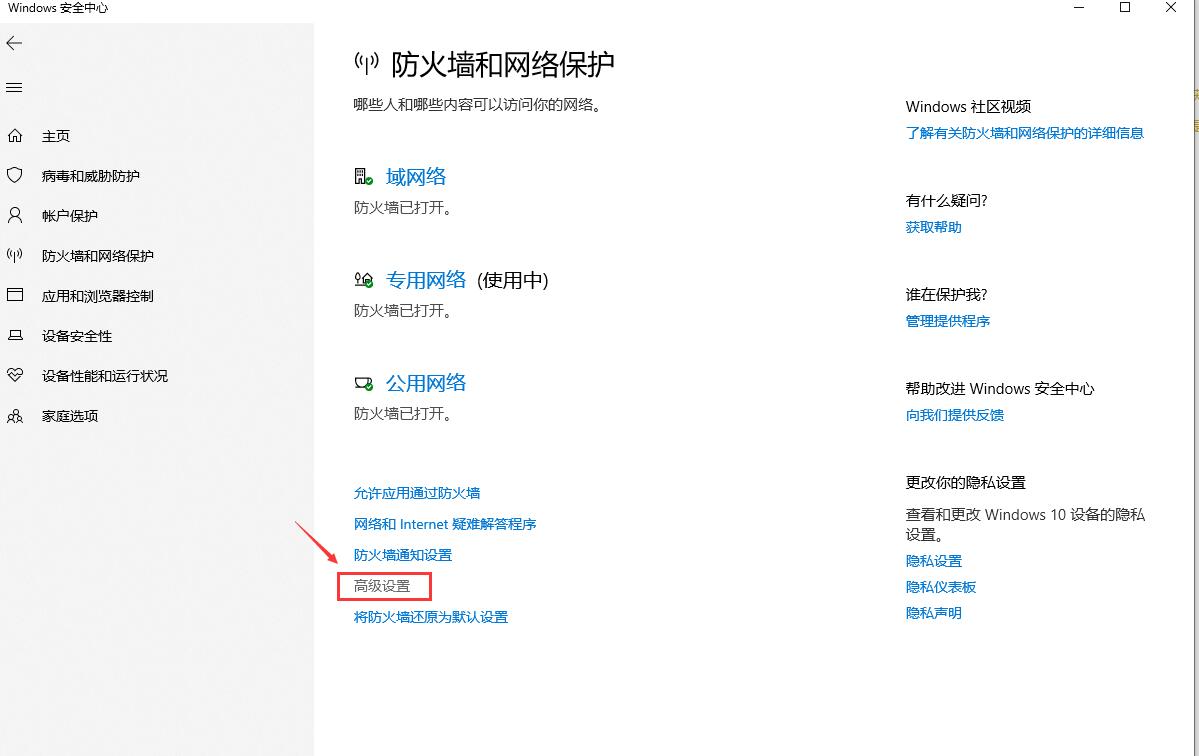 Windows 安全中心
主页
病毒和威胁防护
帐户保护
防火墙和网络保护
应用和浏览器控制
设备安全性
设备性能和运行状况
家庭选项
防火墙和网络保护
哪些人和哪些内容可以访问你的网络。
域网络
防火墙已打开。
专用网络 (使用中)
防火墙已打开。
公用网络
防火墙已打开。
允许应用通过防火墙
网络和 Internet 疑难解答程序
防火墙通知设置
高级设置
将防火墙还原为默认设置
Windows 社区视频
了解有关防火墙和网络保护的详细信息
有什么疑问?
获取帮助
谁在保护我?
管理提供程序
帮助改进 Windows 安全中心
向我们提供反馈
更改你的隐私设置
查看和更改 Windows 10 设备的隐私
设置。
隐私设置
隐私仪表板
隐私声明